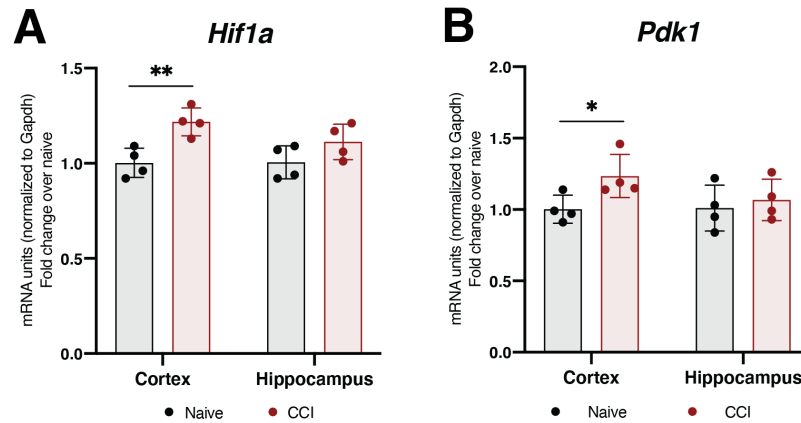 A
Hif1a
mRNA units (normalized to Gapdh)
Fold change over naive
1.5
1.0
0.5
0.0
**
Cortex
Hippocampus
Naive
CCI
B
Pdk1
mRNA units (normalized to Gapdh)
Fold change over naive
2.0
1.5
1.0
0.5
0.0
*
Cortex
Hippocampus
Naive
CCI